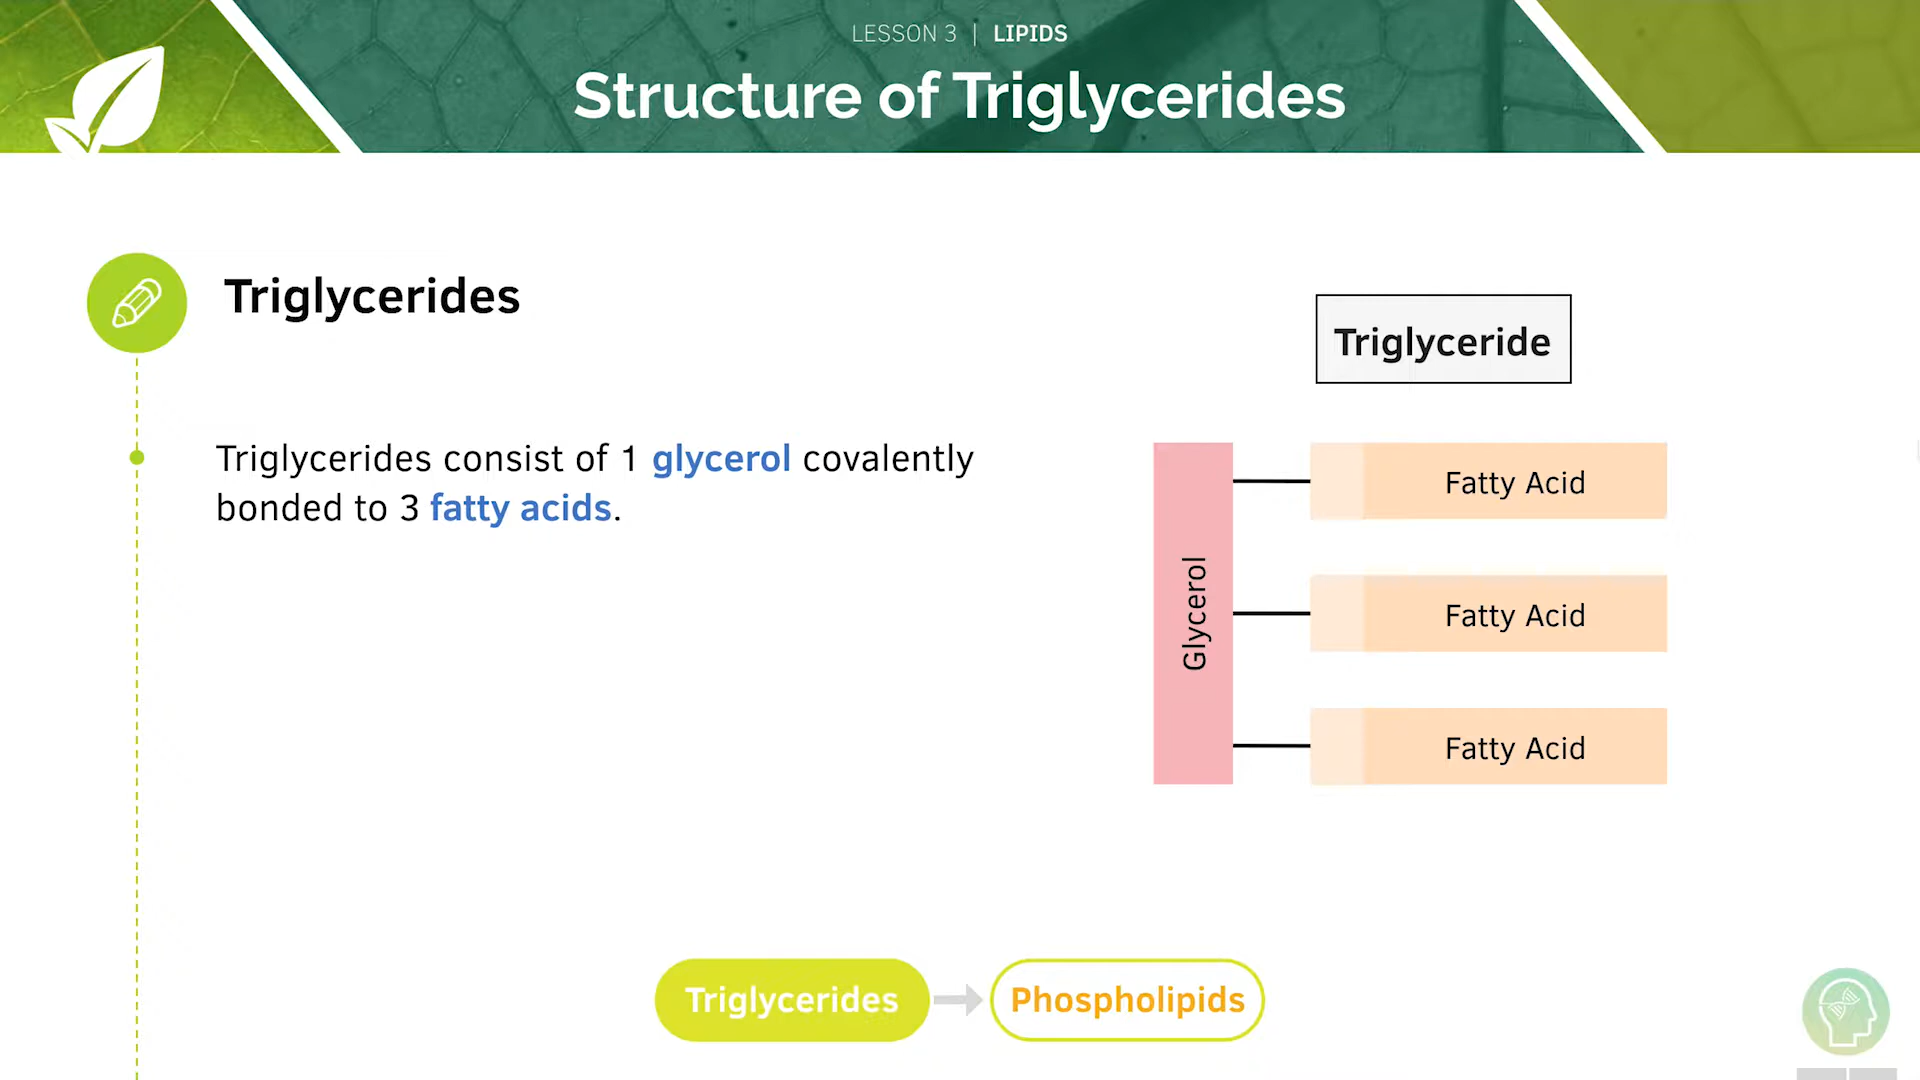 LESSON 3 | LIPIDS
Structure of Triglycerides
Triglycerides
Triglycerides consist of 1 glycerol covalently
bonded to 3 fatty acids.
Triglyceride
Glycerol
Fatty Acid
Fatty Acid
Fatty Acid
Triglycerides
Phospholipids